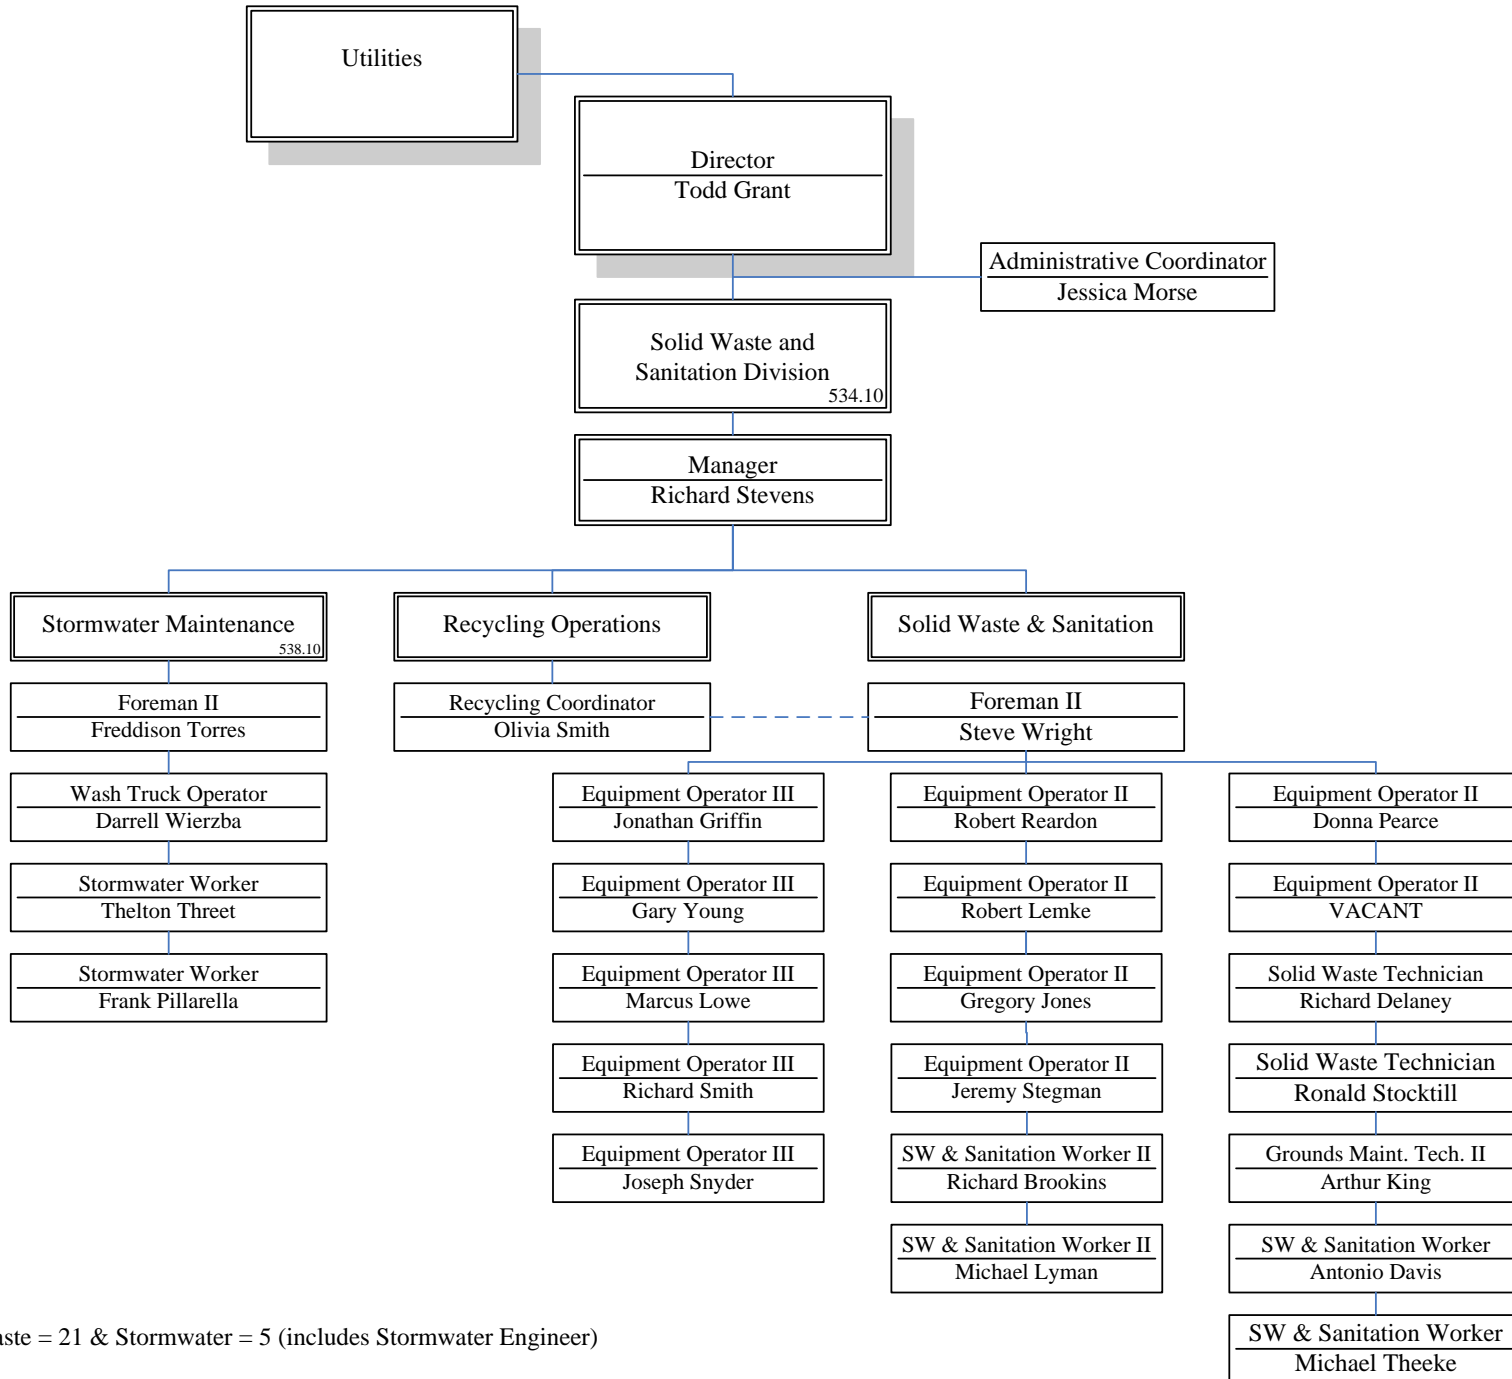 Utilities
Director
Todd Grant
Administrative Coordinator
Jessica Morse
Solid Waste and
Sanitation Division
534.10
Manager
Richard Stevens
Stormwater Maintenance
538.10
Recycling Operations
Solid Waste & Sanitation
Foreman II
Freddison Torres
Recycling Coordinator
Olivia Smith
Foreman II
Steve Wright
Wash Truck Operator
Darrell Wierzba
Stormwater Worker
Thelton Threet
Stormwater Worker
Frank Pillarella
Equipment Operator III
Jonathan Griffin
Equipment Operator III
Gary Young
Equipment Operator III
Marcus Lowe
Equipment Operator III
Richard Smith
Equipment Operator III
Joseph Snyder
Equipment Operator II
Robert Reardon
Equipment Operator II
Robert Lemke
Equipment Operator II
Gregory Jones
Equipment Operator II
Jeremy Stegman
SW & Sanitation Worker II
Richard Brookins
SW & Sanitation Worker II
Michael Lyman
Equipment Operator II
Donna Pearce
Equipment Operator II
VACANT
Solid Waste Technician
Richard Delaney
Solid Waste Technician
Ronald Stocktill
Grounds Maint. Tech. II
Arthur King
SW & Sanitation Worker
Antonio Davis
SW & Sanitation Worker
Michael Theeke
= 21 & Stormwater = 5 (includes Stormwater Engineer)